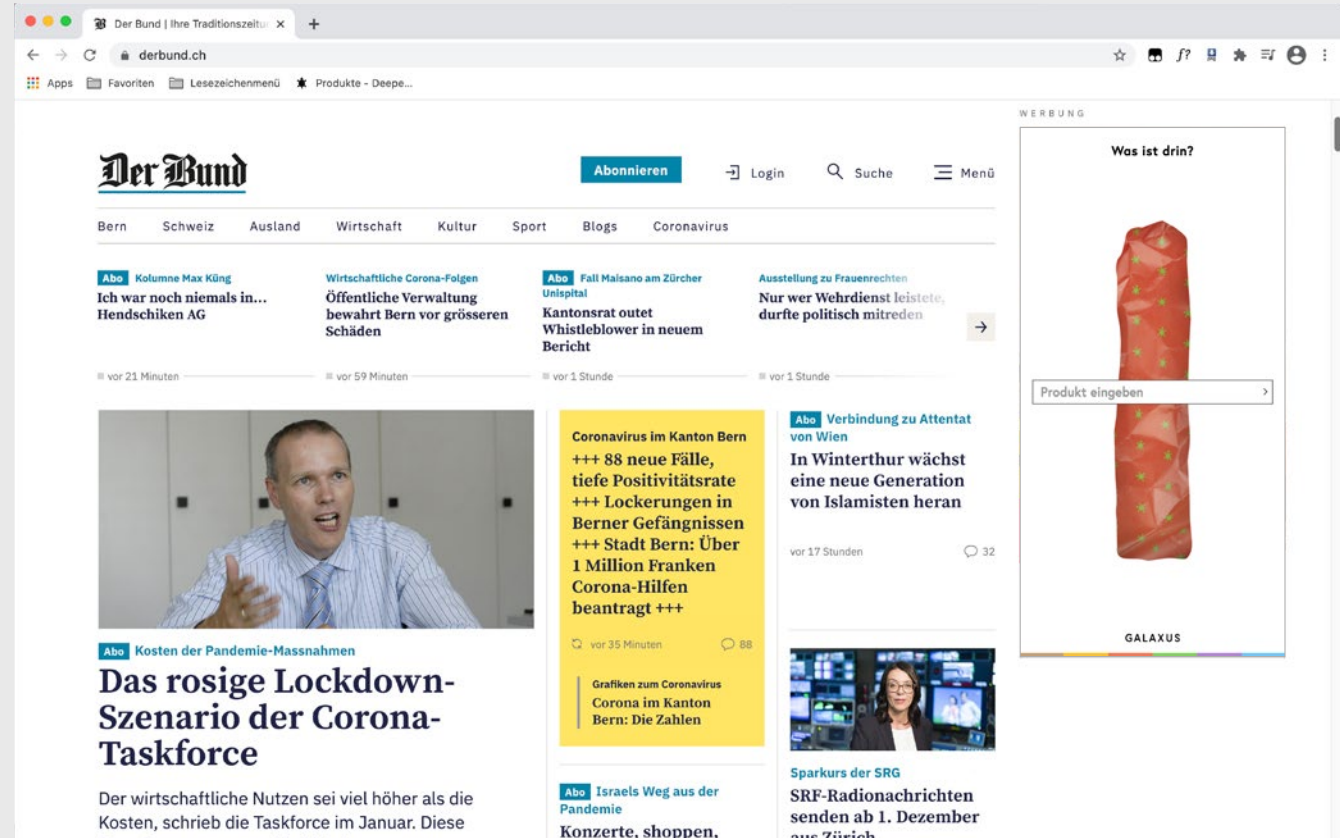 Der Bund | Ihre Traditionszeitu
derbund.ch
f?
Apps
Favoriten
Lesezeichenmenü
Produkte - Deepe...
WERBUNG
Der Bund
Abonnieren
Login
Suche
Menü
Bern
Schweiz
Ausland
Wirtschaft
Kultur
Sport
Blogs
Coronavirus
Abo Kolumne Max Küng
Ich war noch niemals in...
Hendschiken AG
vor 21 Minuten
Wirtschaftliche Corona-Folgen
Öffentliche Verwaltung
bewahrt Bern vor grösseren
Schäden
vor 59 Minuten
Abo Fall Maisano am Zürcher
Unispital
Kantonsrat outet
Whistleblower in neuem
Bericht
vor 1 Stunde
Ausstellung zu Frauenrechten
Nur wer Wehrdienst leistete,
durfte politisch mitreden
vor 1 Stunde
Abo Kosten der Pandemie-Massnahmen
Das rosige Lockdown-
Szenario der Corona-
Taskforce
Der wirtschaftliche Nutzen sei viel höher als die
Kosten, schrieb die Taskforce im Januar. Diese
Coronavirus im Kanton Bern
+++ 88 neue Fälle,
tiefe Positivitätsrate
+++ Lockerungen in
Berner Gefängnissen
+++ Stadt Bern: Über
1 Million Franken
Corona-Hilfen
beantragt +++
vor 35 Minuten
88
Grafiken zum Coronavirus
Corona im Kanton
Bern: Die Zahlen
Abo Israels Weg aus der
Pandemie
Konzerte, shoppen,
Abo Verbindung zu Attentat
von Wien
In Winterthur wächst
eine neue Generation
von Islamisten heran
vor 17 Stunden
32
Sparkurs der SRG
SRF-Radionachrichten
senden ab 1. Dezember
aus Zürich
Was ist drin?
Produkt eingeben
GALAXUS